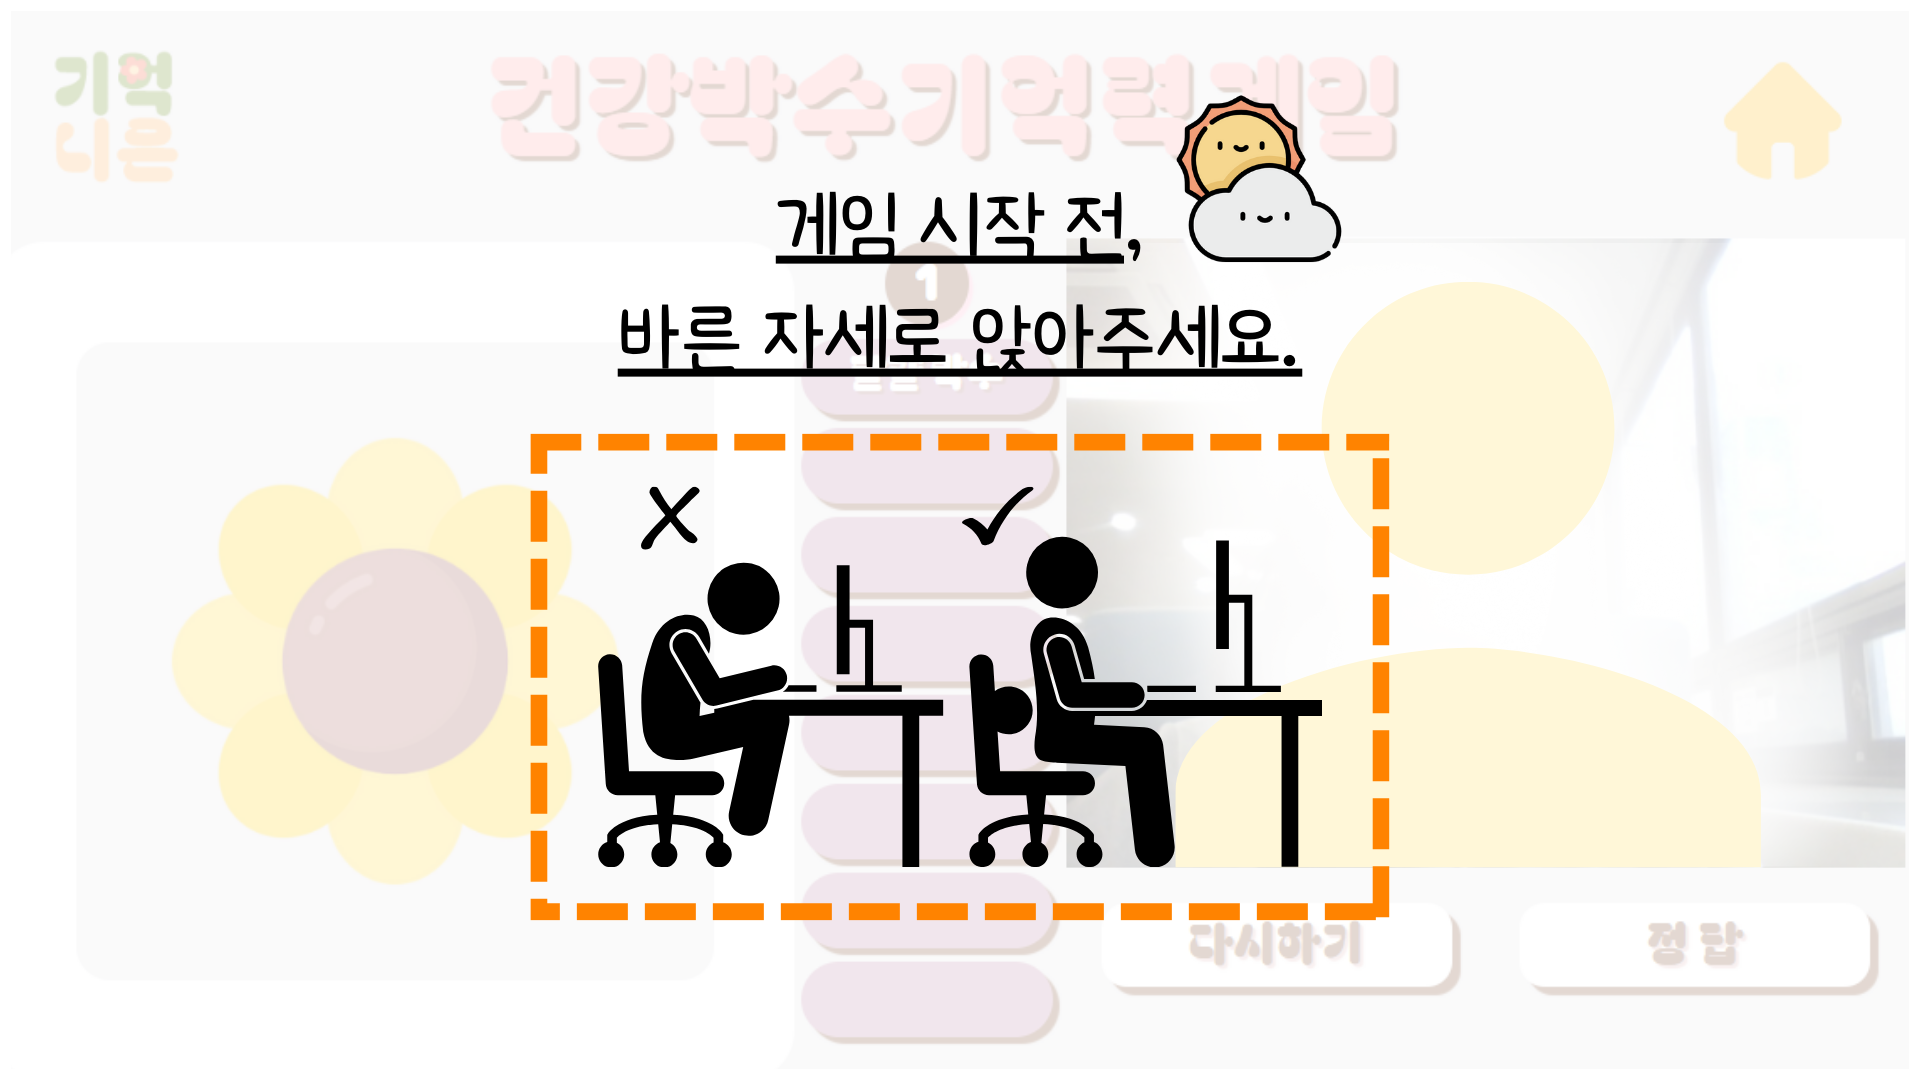 기억
니은
건강박수기억력게임
게임 시작 전,
1
바른 자세로 앉아주세요.
다시하기
정답